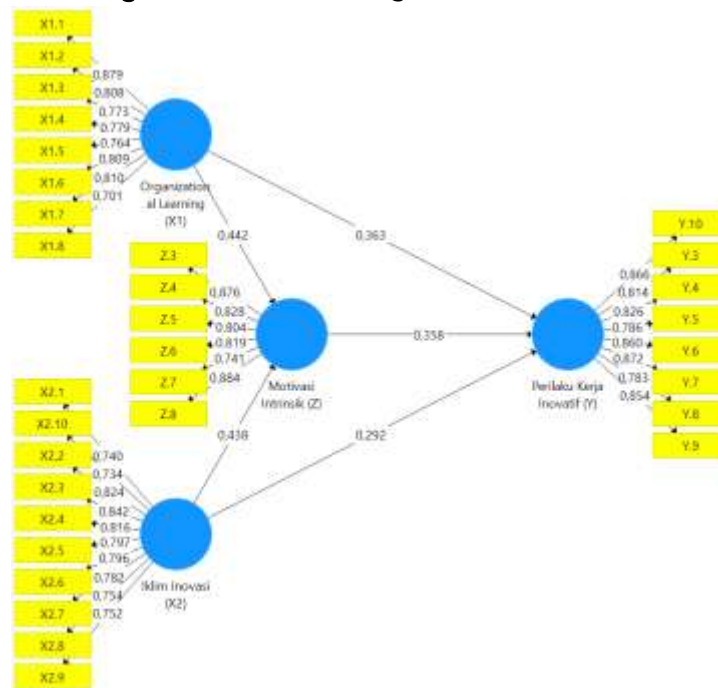 X1.1
X1.2
X1.3
X1.4
X1.5
X1.6
X1.7
X1.8
0,879
0,808
0,773
0,779
0,764
0,809
0,810
0,701
Organization
al Learning
(X1)
0,442
0,363
Z.3
Z.4
Z.5
Z.6
Z.7
Z.8
0,876
0,828
0,804
0,819
0,741
0,884
Motivasi
Intrinsik (Z)
0,358
Y.10
Y.3
Y.4
Y.5
Y.6
Y.7
Y.8
Y.9
0,866
0,814
0,826
0,786
0,860
0,872
0,783
0,854
Perilaku Kerja
Inovatif (Y)
0,438
0,292
X2.1
X2.10
X2.2
X2.3
X2.4
X2.5
X2.6
X2.7
X2.8
X2.9
0,740
0,734
0,824
0,842
0,816
0,797
0,796
0,782
0,754
0,752
Iklim Inovasi
(X2)